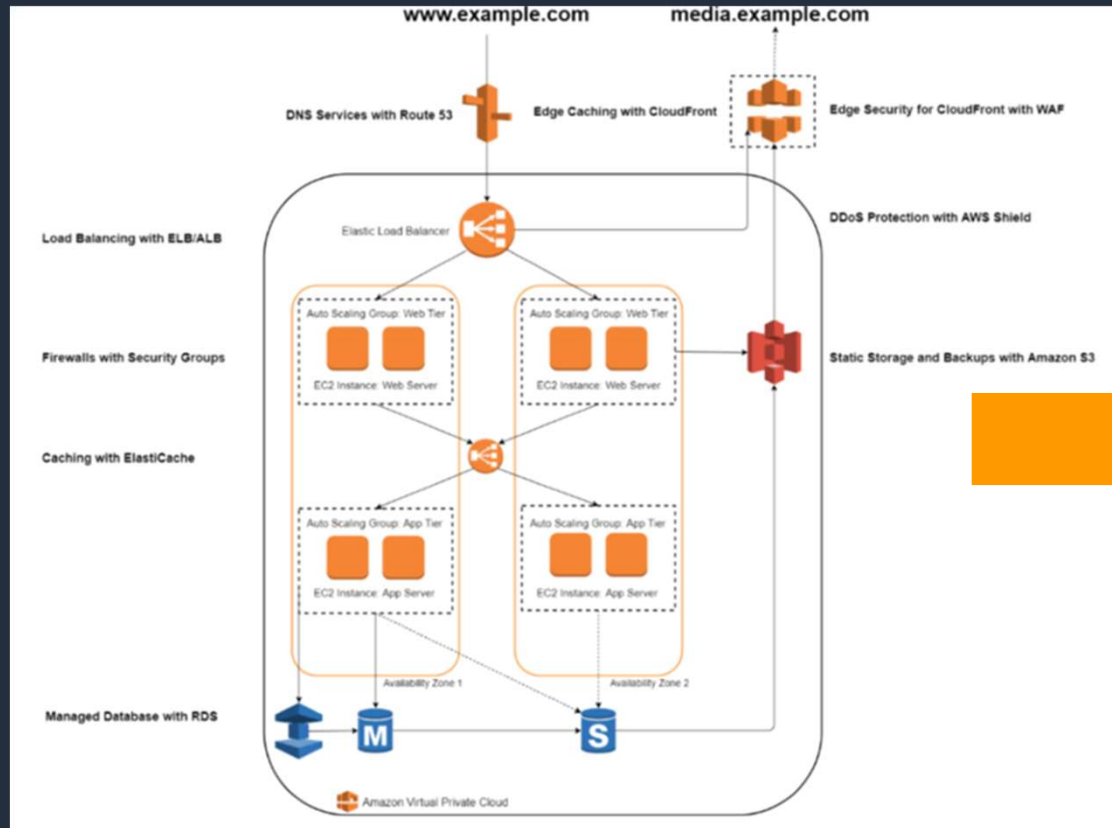 www.example.com
media.example.com
DNS Services with Route 53
Edge Caching with CloudFront
Edge Security for CloudFront with WAF
DDoS Protection with AWS Shield
Load Balancing with ELB/ALB
Elastic Load Balancer
Auto Scaling Group: Web Tier
Auto Scaling Group: Web Tier
Firewalls with Security Groups
Static Storage and Backups with Amazon S3
EC2 Instance: Web Server
EC2 Instance: Web Server
Caching with ElastiCache
Auto Scaling Group: App Tier
Auto Scaling Group: App Tier
EC2 Instance: App Server
EC2 Instance: App Server
Availability Zone 1
Availability Zone 2
Managed Database with RDS
M
S
Amazon Virtual Private Cloud